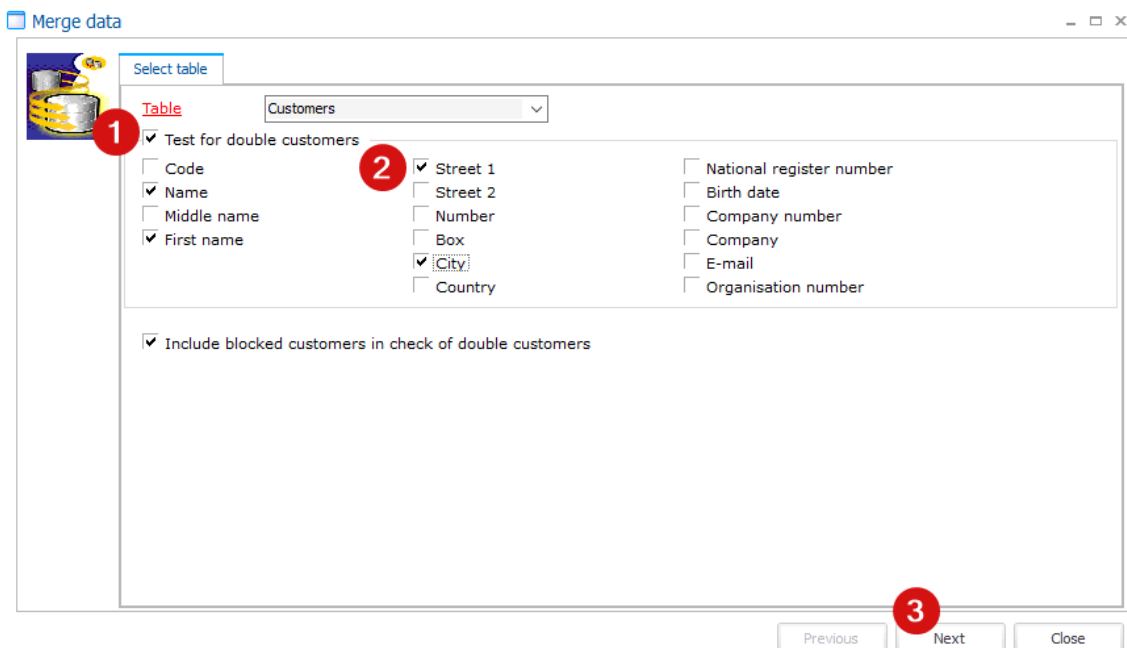 Merge data
Select table
Table Customers
1 Test for double customers
Code 2 Street 1 National register number
Name Street 2 Birth date
Middle name Number Company number
First name Box Company
City E-mail
Country Organisation number
Include blocked customers in check of double customers
3
Previous Next Close